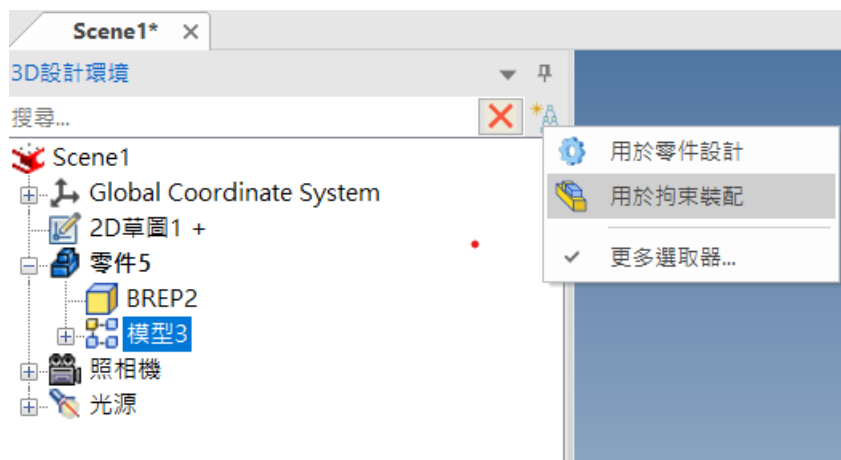 Scene1*
3D設計環境
搜尋...
Scene1
Global Coordinate System
2D草圖1 +
零件5
BREP2
模型3
照相機
光源
用於零件設計
用於拘束裝配
更多選取器...